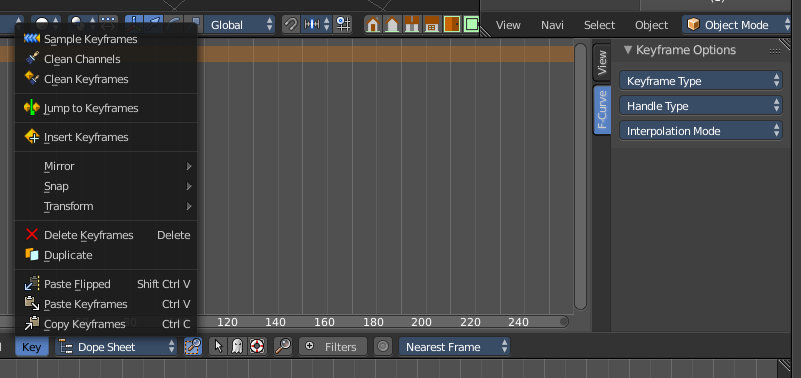 Global
View Navi Select Object Object Mode
Sample Keyframes
Clean Channels
Clean Keyframes
Jump to Keyframes
Insert Keyframes
Mirror
Snap
Transform
Delete Keyframes Delete
Duplicate
Paste Flipped Shift Ctrl V
Paste Keyframes Ctrl V
Copy Keyframes Ctrl C
View
F-Curve
Keyframe Options
Keyframe Type
Handle Type
Interpolation Mode
120 140 160 180 200 220 240
Key Dope Sheet Filters Nearest Frame